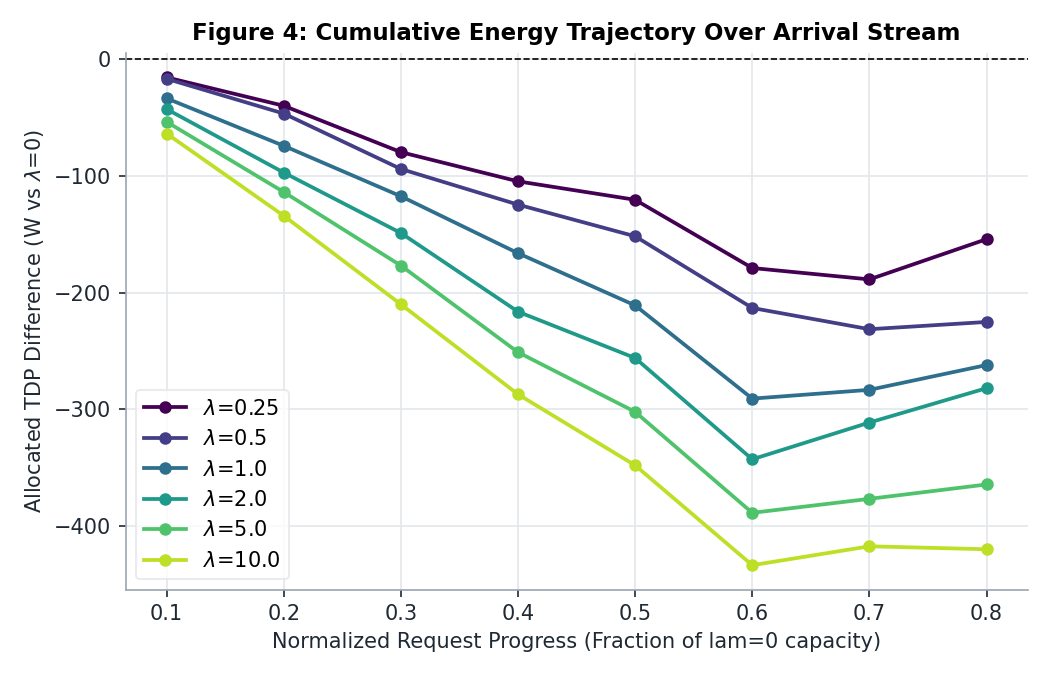 Figure 4: Cumulative Energy Trajectory Over Arrival Stream
Allocated TDP Difference (W vs λ=0)
0
−100
−200
−300
−400
λ=0.25
λ=0.5
λ=1.0
λ=2.0
λ=5.0
λ=10.0
0.1 0.2 0.3 0.4 0.5 0.6 0.7 0.8
Normalized Request Progress (Fraction of lam=0 capacity)